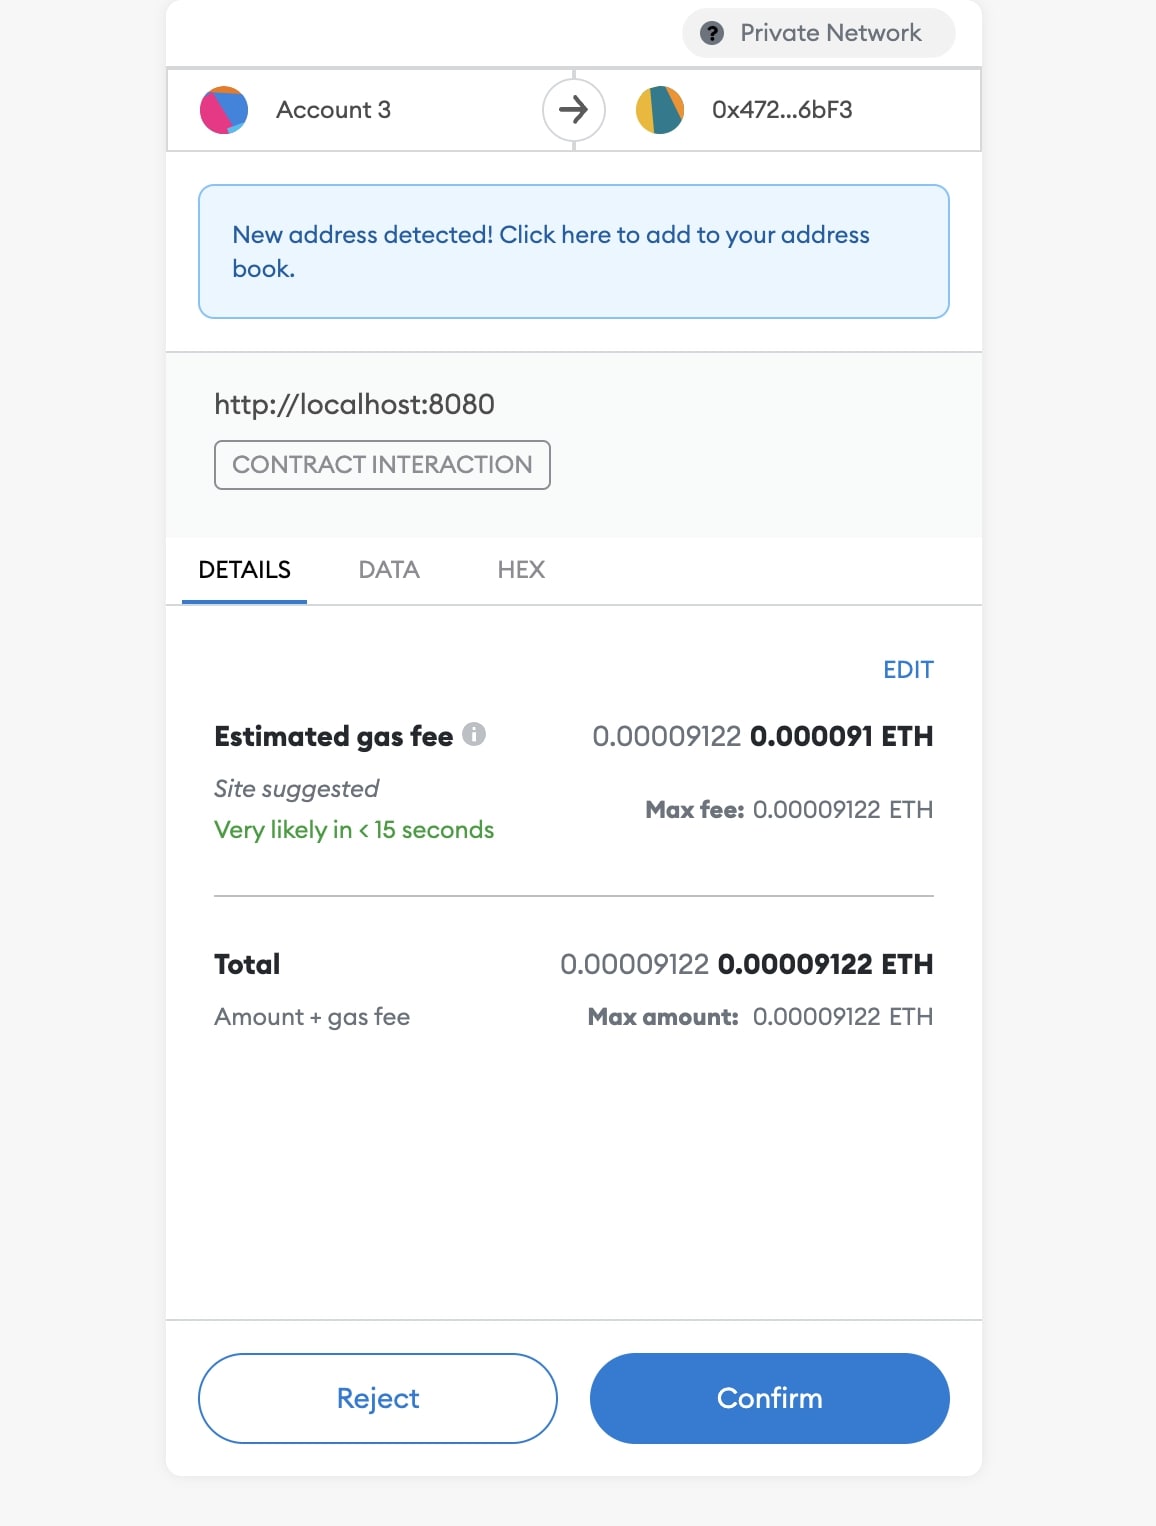 Private Network
Account 3
0x472...6bF3
New address detected! Click here to add to your address
book.
http://localhost:8080
CONTRACT INTERACTION
DETAILS DATA HEX
EDIT
Estimated gas fee 0.00009122 0.000091 ETH
Site suggested
Max fee: 0.00009122 ETH
Very likely in < 15 seconds
Total 0.00009122 0.00009122 ETH
Amount + gas fee Max amount: 0.00009122 ETH
Reject Confirm